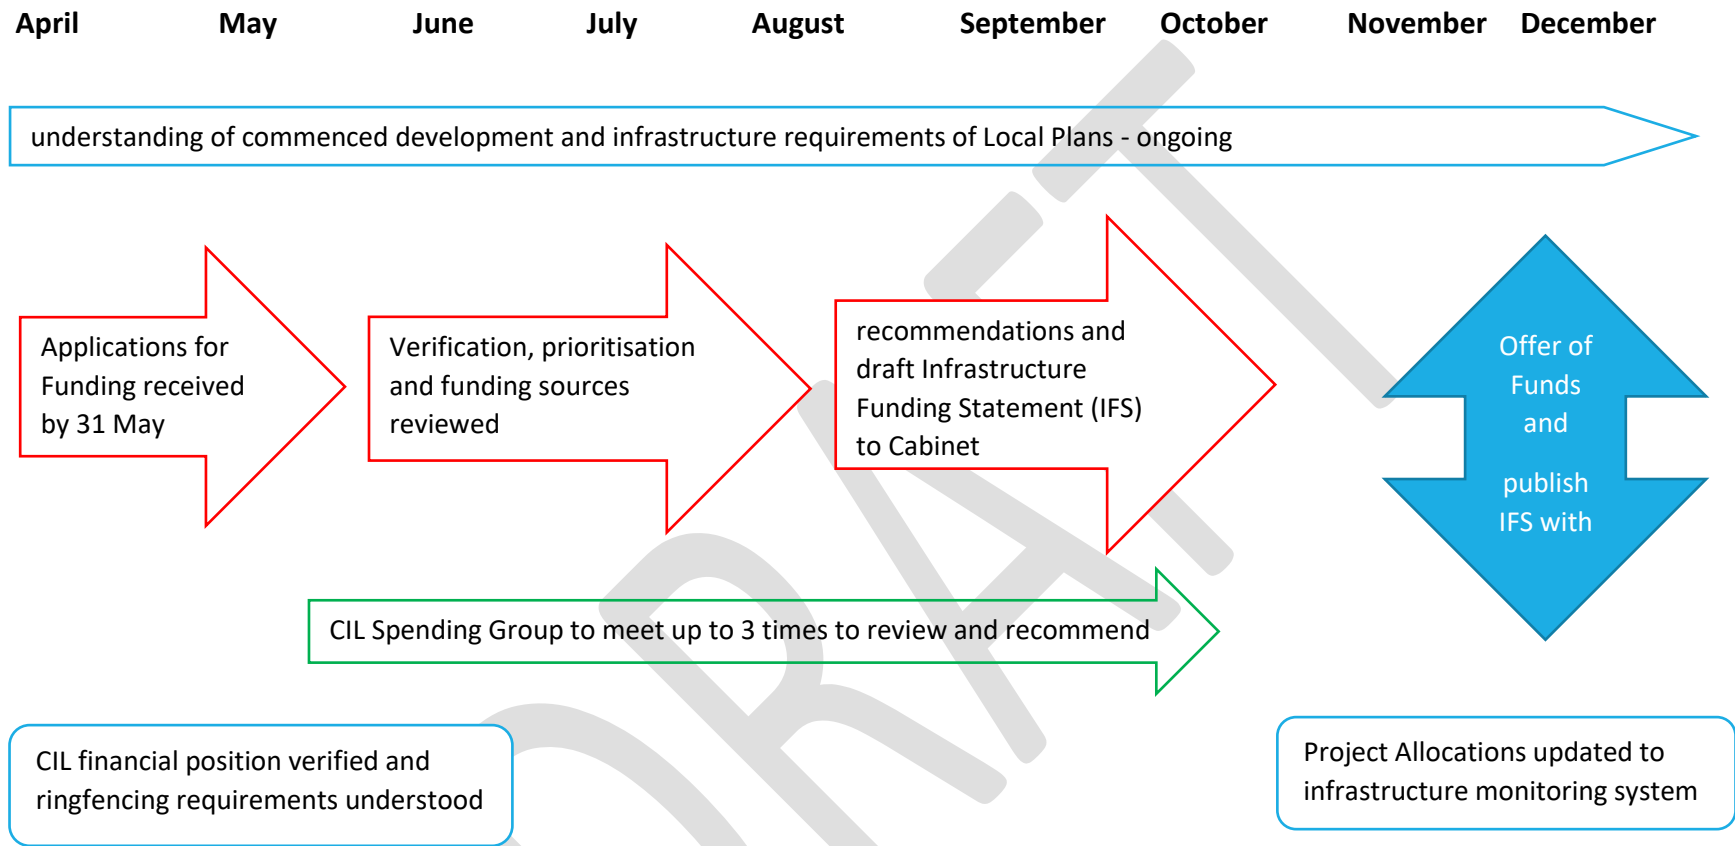 April May June July August September October November December
understanding of commenced development and infrastructure requirements of Local Plans - ongoing
Applications for
Funding received
by 31 May
Verification, prioritisation
and funding sources
reviewed
recommendations and
draft Infrastructure
Funding Statement (IFS)
to Cabinet
Offer of
Funds
and
publish
IFS with
CIL Spending Group to meet up to 3 times to review and recommend
CIL financial position verified and
ringfencing requirements understood
Project Allocations updated to
infrastructure monitoring system
DRAFT